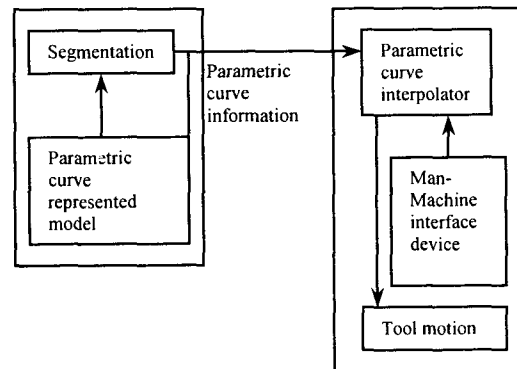 Segmentation
Parametric
curve
represented
model
Parametric
curve
information
Parametric
curve
interpolator
Man-
Machine
interface
device
Tool motion